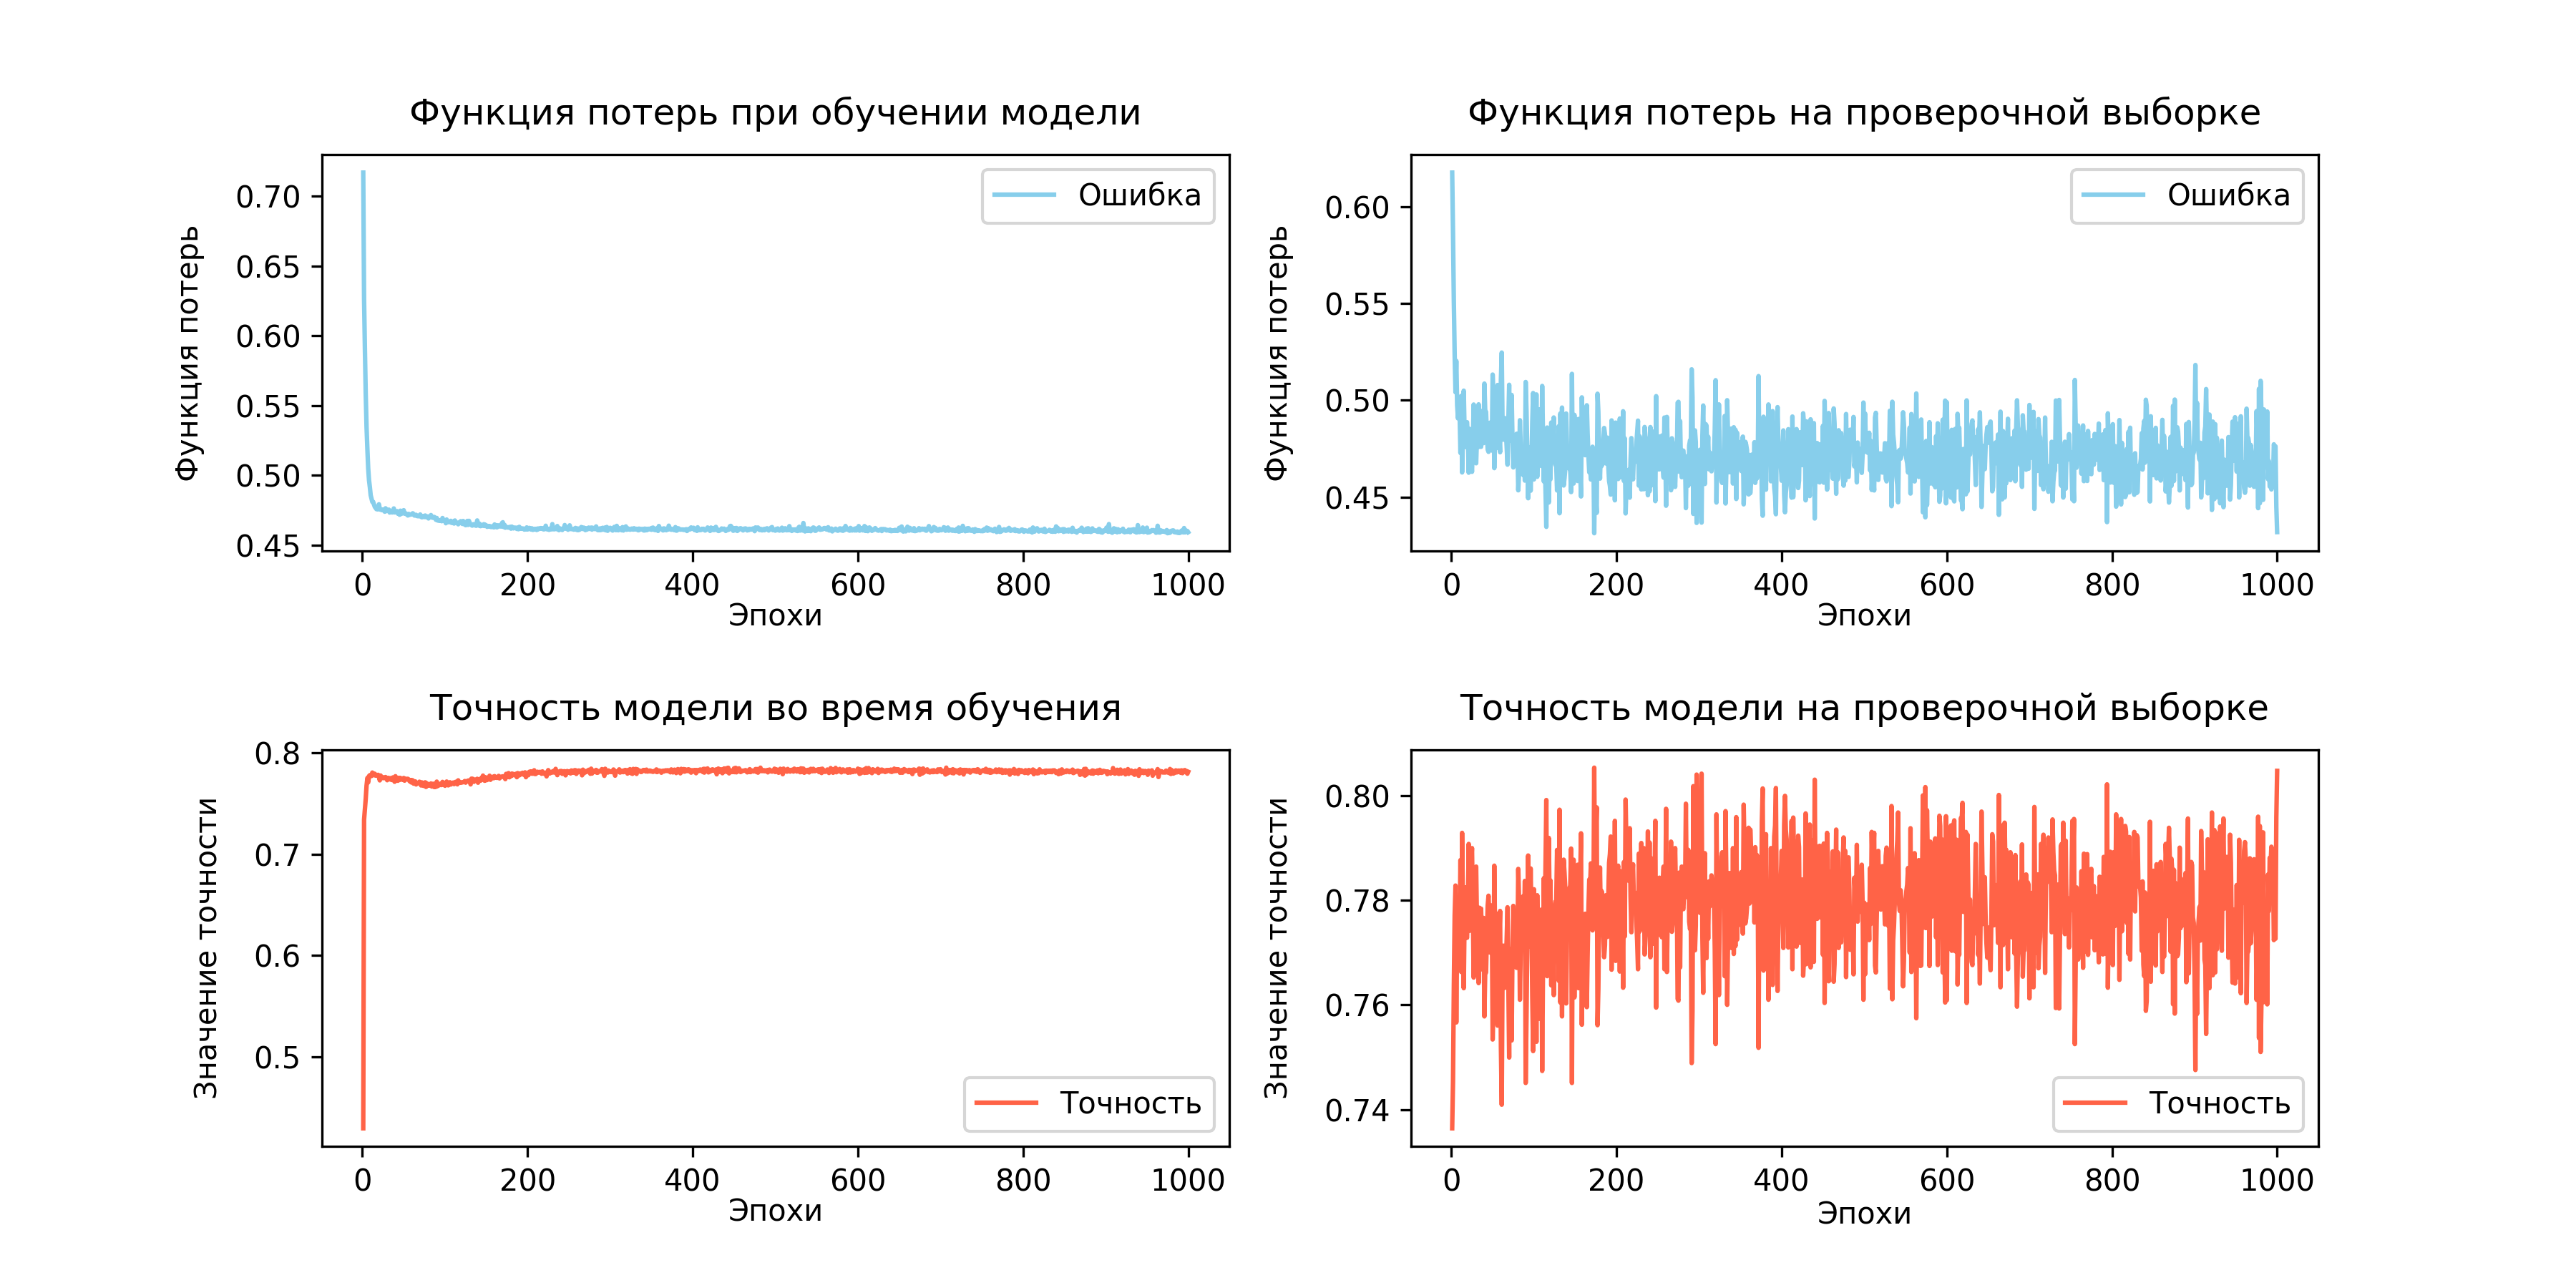 Функция потерь при обучении модели
Функция потерь
0.70
0.65
0.60
0.55
0.50
0.45
Ошибка
0 200 400 600 800 1000
Эпохи
Функция потерь на проверочной выборке
Функция потерь
0.60
0.55
0.50
0.45
Ошибка
0 200 400 600 800 1000
Эпохи
Точность модели во время обучения
Значение точности
0.8
0.7
0.6
0.5
Точность
0 200 400 600 800 1000
Эпохи
Точность модели на проверочной выборке
Значение точности
0.80
0.78
0.76
0.74
Точность
0 200 400 600 800 1000
Эпохи